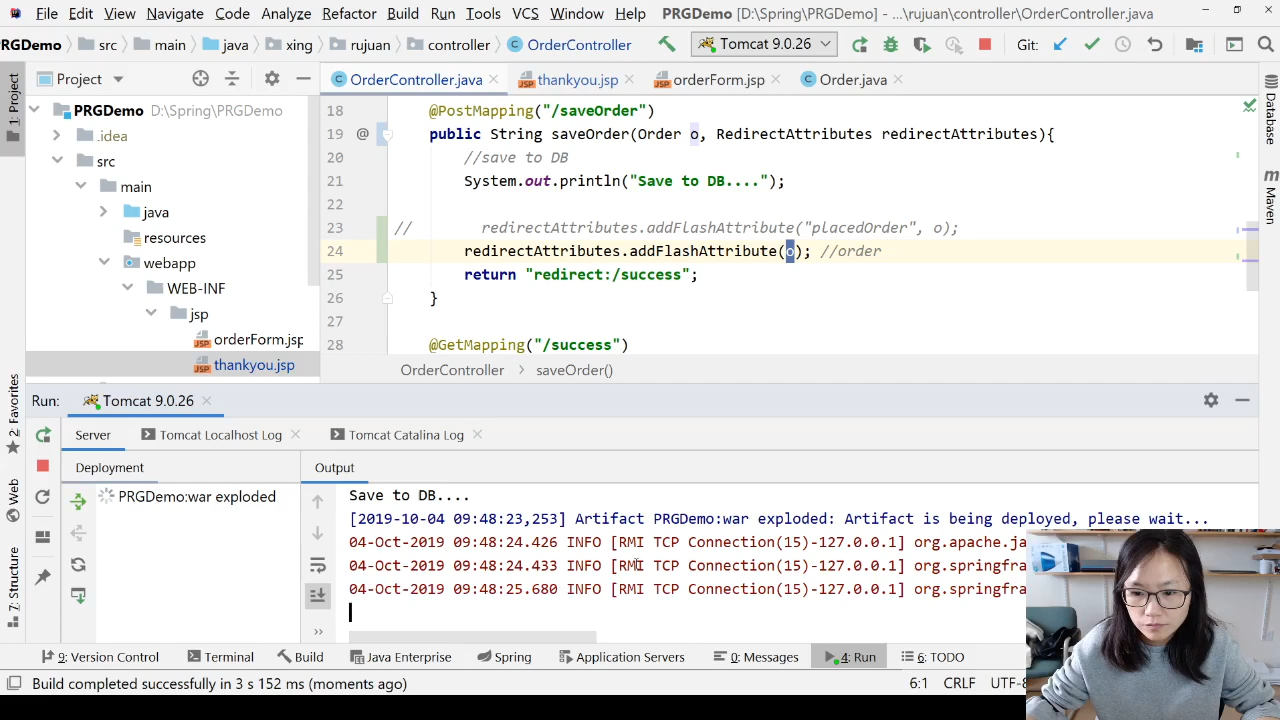 File Edit View Navigate Code Analyze Refactor Build Run Tools VCS Window Help PRGDemo [D:\Spring\PRGDemo] - ...\rujuan\controller\OrderController.java
RGDemo src main java xing rujuan controller OrderController Tomcat 9.0.26 Git:
1: Project
2: Favorites
Web
7: Structure
Project
PRGDemo D:\Spring\PRGDemo
.idea
src
main
java
resources
webapp
WEB-INF
jsp
orderForm.jsp
thankyou.jsp
OrderController.java thankyou.jsp orderForm.jsp Order.java
18 @PostMapping("/saveOrder")
19 @ public String saveOrder(Order o, RedirectAttributes redirectAttributes){
20 //save to DB
21 System.out.println("Save to DB....");
22
23 // redirectAttributes.addFlashAttribute("placedOrder", o);
24 redirectAttributes.addFlashAttribute(o); //order
25 return "redirect:/success";
26 }
27
28 @GetMapping("/success")
OrderController saveOrder()
Database
m Maven
Run: Tomcat 9.0.26
Server Tomcat Localhost Log Tomcat Catalina Log
Deployment Output
PRGDemo:war exploded
Save to DB....
[2019-10-04 09:48:23,253] Artifact PRGDemo:war exploded: Artifact is being deployed, please wait...
04-Oct-2019 09:48:24.426 INFO [RMI TCP Connection(15)-127.0.0.1] org.apache.ja
04-Oct-2019 09:48:24.433 INFO [RMI TCP Connection(15)-127.0.0.1] org.springfra
04-Oct-2019 09:48:25.680 INFO [RMI TCP Connection(15)-127.0.0.1] org.springfra
9: Version Control Terminal Build Java Enterprise Spring Application Servers 0: Messages 4: Run 6: TODO
Build completed successfully in 3 s 152 ms (moments ago) 6:1 CRLF UTF-8